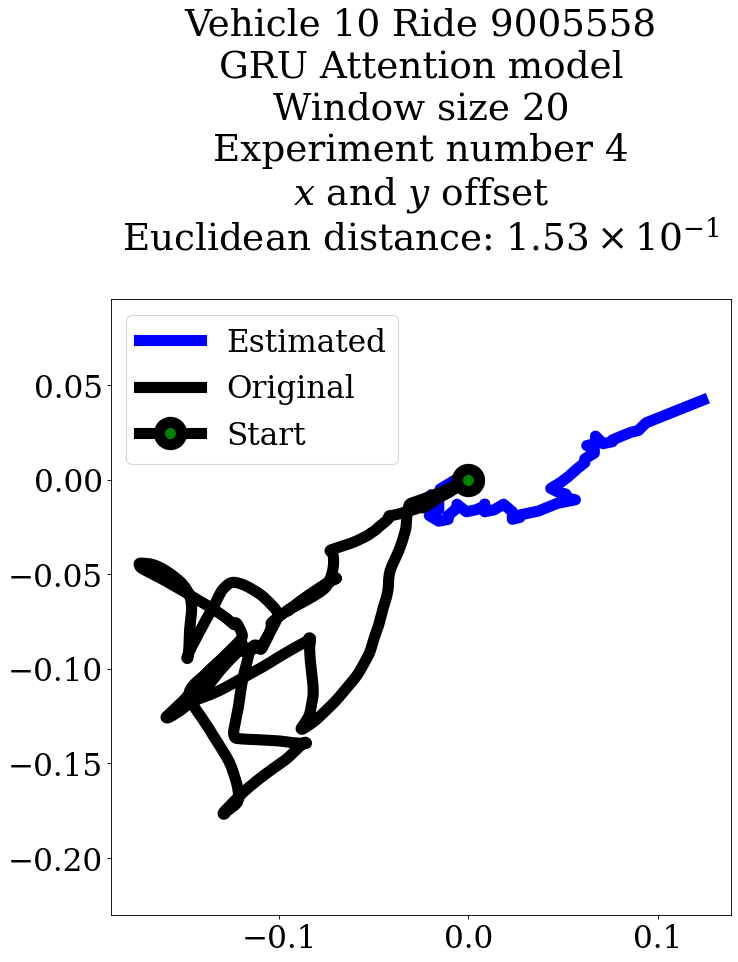 Vehicle 10 Ride 9005558
GRU Attention model
Window size 20
Experiment number 4
x and y offset
Euclidean distance: 1.53 × 10⁻¹
Estimated
Original
Start
0.05
0.00
−0.05
−0.10
−0.15
−0.20
−0.1
0.0
0.1